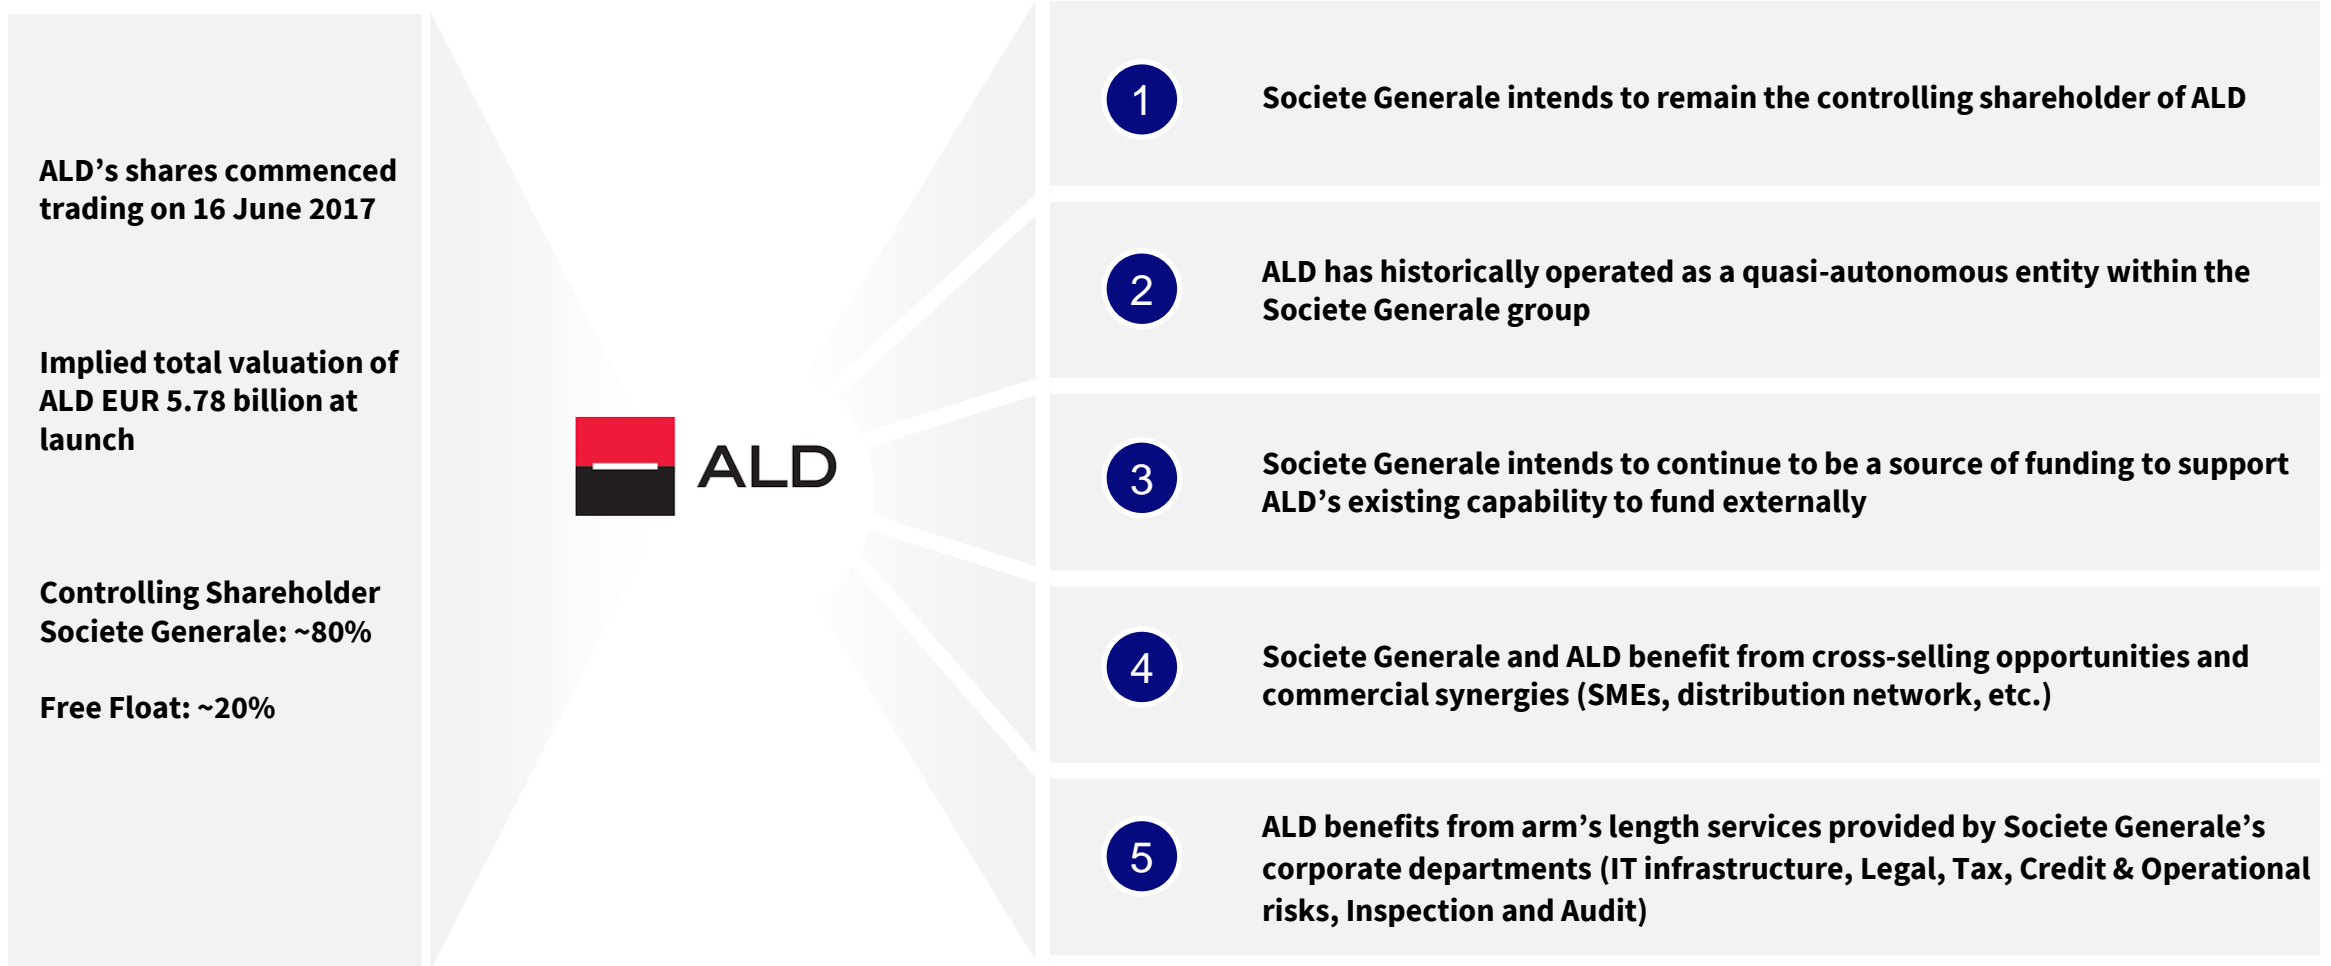 ALD’s shares commenced
trading on 16 June 2017
Implied total valuation of
ALD EUR 5.78 billion at
launch
Controlling Shareholder
Societe Generale: ~80%
Free Float: ~20%
ALD
1
Societe Generale intends to remain the controlling shareholder of ALD
2
ALD has historically operated as a quasi-autonomous entity within the
Societe Generale group
3
Societe Generale intends to continue to be a source of funding to support
ALD’s existing capability to fund externally
4
Societe Generale and ALD benefit from cross-selling opportunities and
commercial synergies (SMEs, distribution network, etc.)
5
ALD benefits from arm’s length services provided by Societe Generale’s
corporate departments (IT infrastructure, Legal, Tax, Credit & Operational
risks, Inspection and Audit)